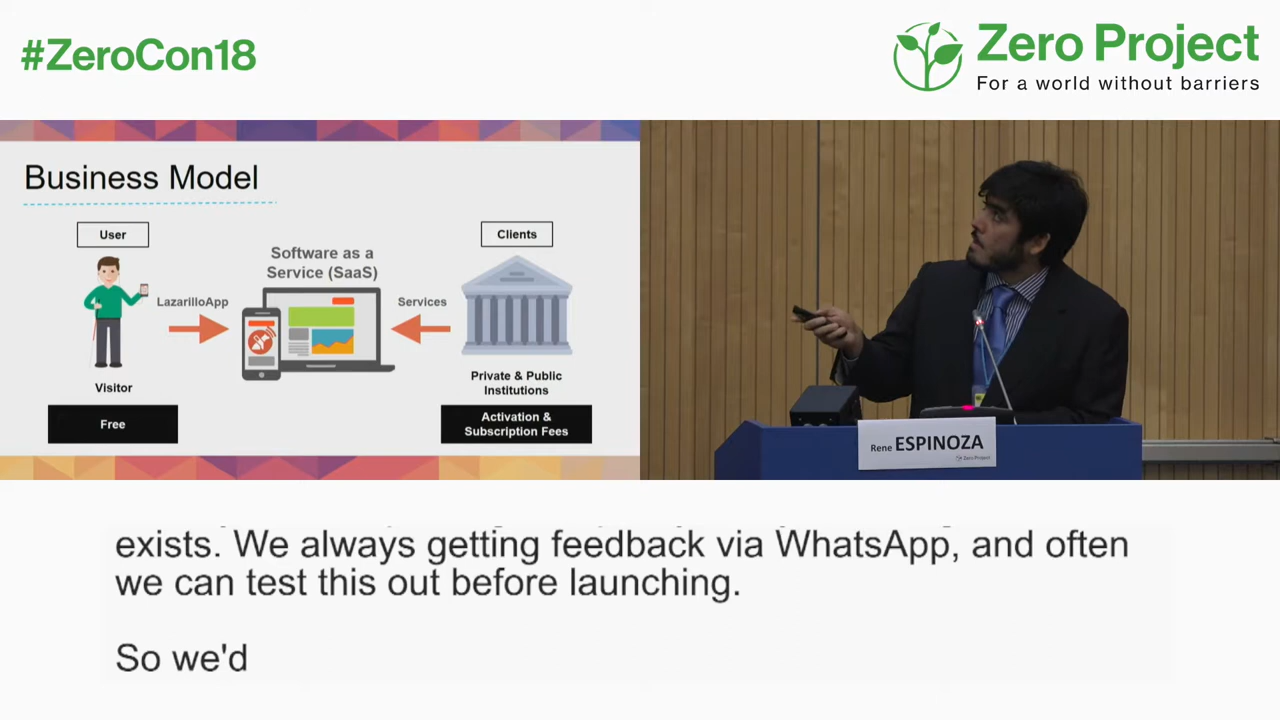 #ZeroCon18
Zero Project
For a world without barriers
Business Model
User
LazarilloApp
Visitor
Free
Software as a
Service (SaaS)
Clients
Services
Private & Public
Institutions
Activation &
Subscription Fees
Rene ESPINOZA
Zero Project
exists. We always getting feedback via WhatsApp, and often
we can test this out before launching.
So we'd